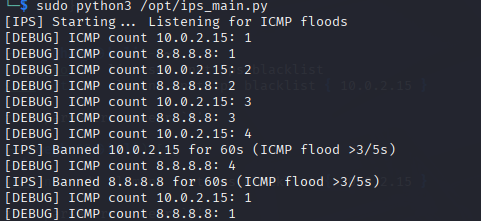 └─$ sudo python3 /opt/ips_main.py
[IPS] Starting... Listening for ICMP floods
[DEBUG] ICMP count 10.0.2.15: 1
[DEBUG] ICMP count 8.8.8.8: 1
[DEBUG] ICMP count 10.0.2.15: 2
[DEBUG] ICMP count 8.8.8.8: 2
[DEBUG] ICMP count 10.0.2.15: 3
[DEBUG] ICMP count 8.8.8.8: 3
[DEBUG] ICMP count 10.0.2.15: 4
[IPS] Banned 10.0.2.15 for 60s (ICMP flood >3/5s)
[DEBUG] ICMP count 8.8.8.8: 4
[IPS] Banned 8.8.8.8 for 60s (ICMP flood >3/5s)
[DEBUG] ICMP count 10.0.2.15: 1
[DEBUG] ICMP count 8.8.8.8: 1